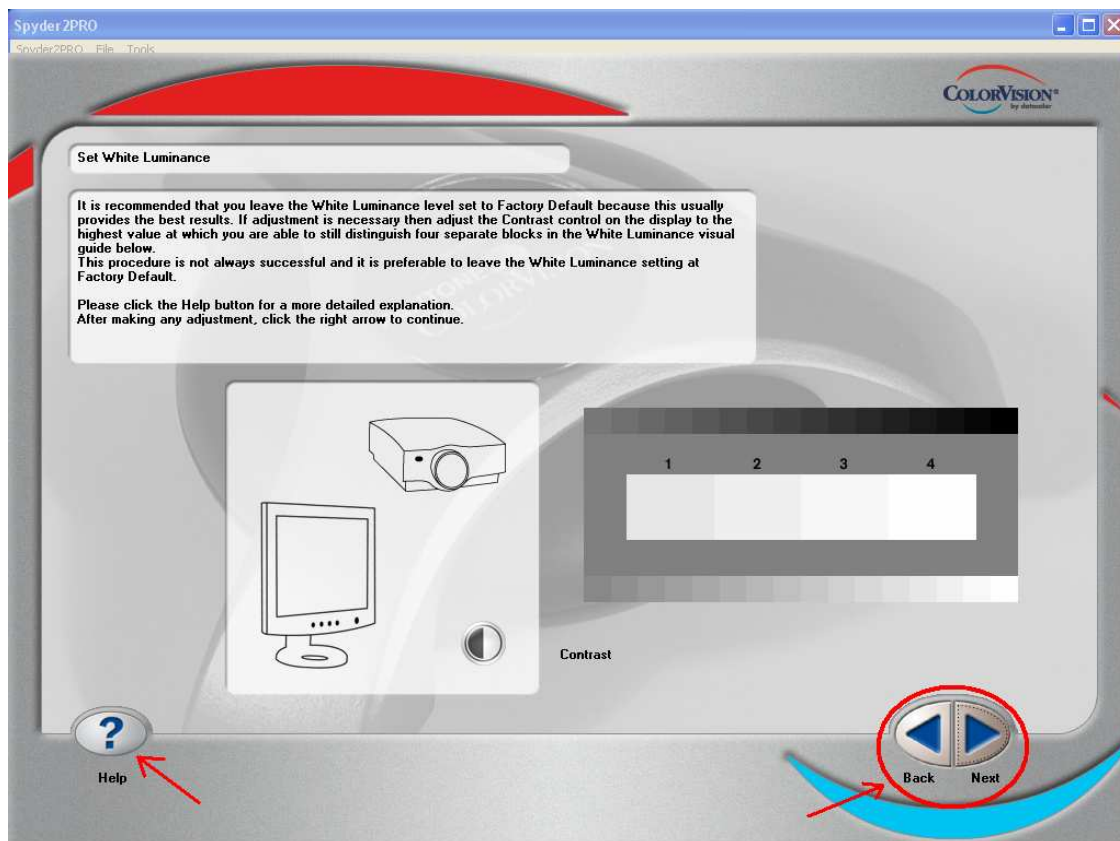 Spyder2PRO
Spyder2PRO File Tools
COLORVISION®
by datacolor
Set White Luminance
It is recommended that you leave the White Luminance level set to Factory Default because this usually
provides the best results. If adjustment is necessary then adjust the Contrast control on the display to the
highest value at which you are able to still distinguish four separate blocks in the White Luminance visual
guide below.
This procedure is not always successful and it is preferable to leave the White Luminance setting at
Factory Default.
Please click the Help button for a more detailed explanation.
After making any adjustment, click the right arrow to continue.
1 2 3 4
Contrast
?
Help
Back Next